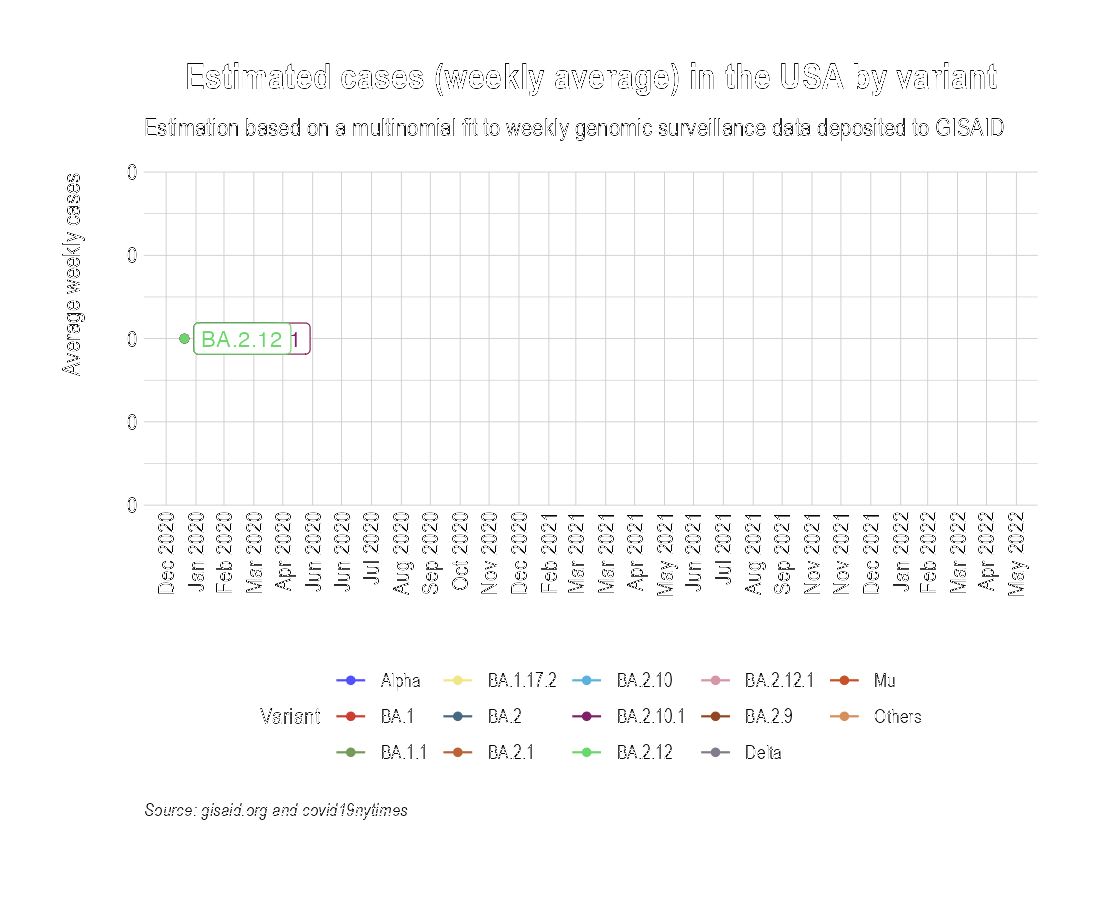 Estimated cases (weekly average) in the USA by variant
Estimation based on a multinomial fit to weekly genomic surveillance data deposited to GISAID
Average weekly cases
0
0
0
0
0
BA.2.12
1
Dec 2020
Jan 2020
Feb 2020
Mar 2020
Apr 2020
Jun 2020
Jun 2020
Jul 2020
Aug 2020
Sep 2020
Oct 2020
Nov 2020
Dec 2020
Feb 2021
Mar 2021
Mar 2021
Apr 2021
May 2021
Jun 2021
Jul 2021
Aug 2021
Sep 2021
Nov 2021
Nov 2021
Dec 2021
Jan 2022
Feb 2022
Mar 2022
Apr 2022
May 2022
Variant
Alpha
BA.1
BA.1.1
BA.1.17.2
BA.2
BA.2.1
BA.2.10
BA.2.10.1
BA.2.12
BA.2.12.1
BA.2.9
Delta
Mu
Others
Source: gisaid.org and covid19nytimes